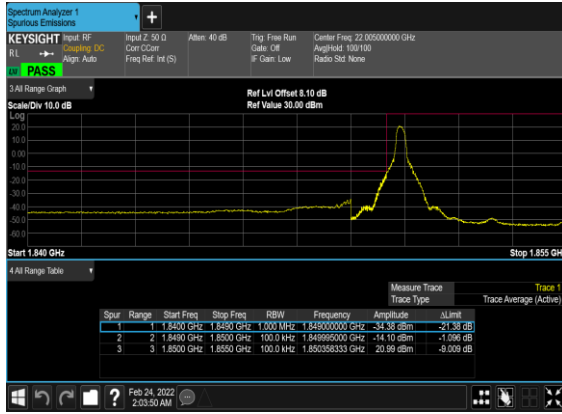 Spectrum Analyzer 1
Spurious Emissions
+
KEYSIGHT Input: RF Input Z: 50 Ω Atten: 40 dB Trig: Free Run Center Freq: 22.005000000 GHz
RL Coupling: DC Corr CCorr Gate: Off Avg|Hold: 100/100
Align: Auto Freq Ref: Int (S) IF Gain: Low Radio Std: None
LXI PASS
3 All Range Graph Ref Lvl Offset 8.10 dB
Scale/Div 10.0 dB Ref Value 30.00 dBm
Log
20.0
10.0
0.00
-10.0
-20.0
-30.0
-40.0
-50.0
-60.0
Start 1.840 GHz Stop 1.855 GH
4 All Range Table
Measure Trace Trace 1
Trace Type Trace Average (Active)
Spur Range Start Freq Stop Freq RBW Frequency Amplitude ΔLimit
1 1 1.8400 GHz 1.8490 GHz 1.000 MHz 1.849000000 GHz -34.38 dBm -21.38 dB
2 2 1.8490 GHz 1.8500 GHz 100.0 kHz 1.849995000 GHz -14.10 dBm -1.096 dB
3 3 1.8500 GHz 1.8550 GHz 100.0 kHz 1.850358333 GHz 20.99 dBm -9.009 dB
? Feb 24, 2022
2:03:50 AM